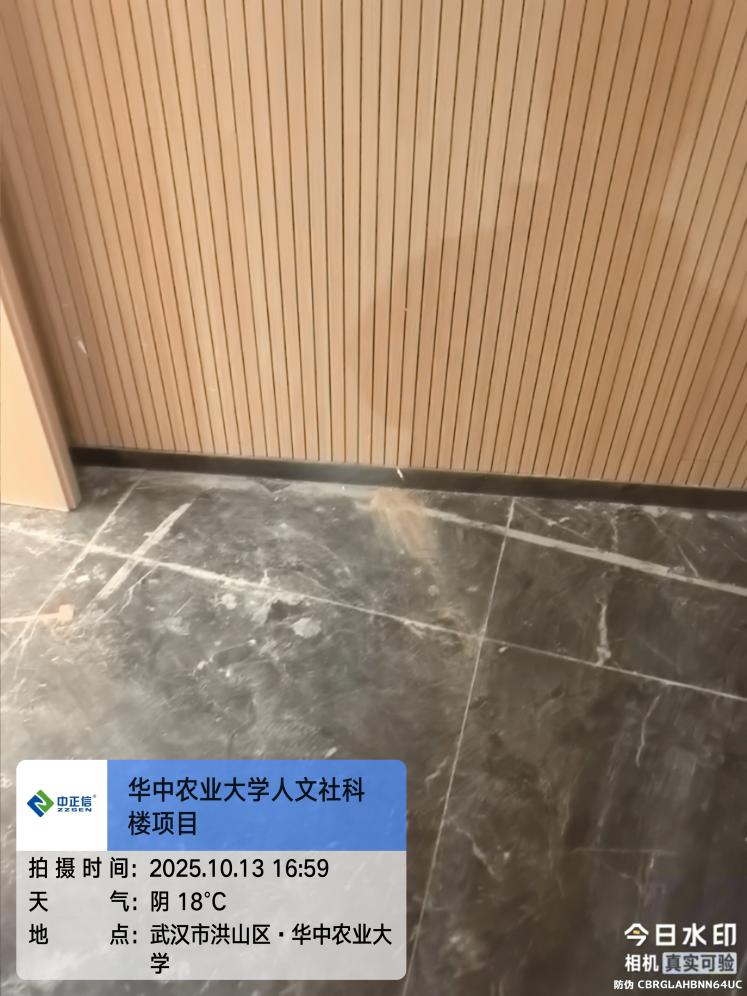 中正信
ZZSEN
华中农业大学人文社科
楼项目
拍摄时间: 2025.10.13 16:59
天气: 阴 18°C
地点: 武汉市洪山区·华中农业大
学
今日水印
相机 真实可验
防伪 CBRGLAHBNN64UC